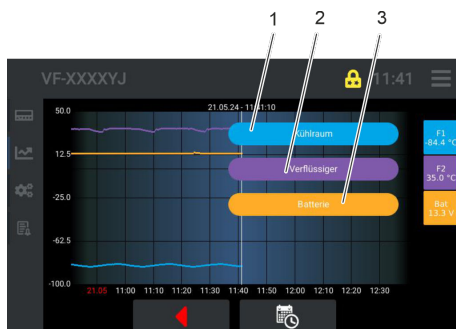 1 2 3
VF-XXXXYJ 11:41
21.05.24 - 11:41:10
50.0
12.5
-25.0
-62.5
-100.0
Kühlraum
Verflüssiger
Batterie
F1
-84.4 °C
F2
35.0 °C
Bat
13.3 V
21.05 11:00 11:10 11:20 11:30 11:40 11:50 12:00 12:10 12:20 12:30